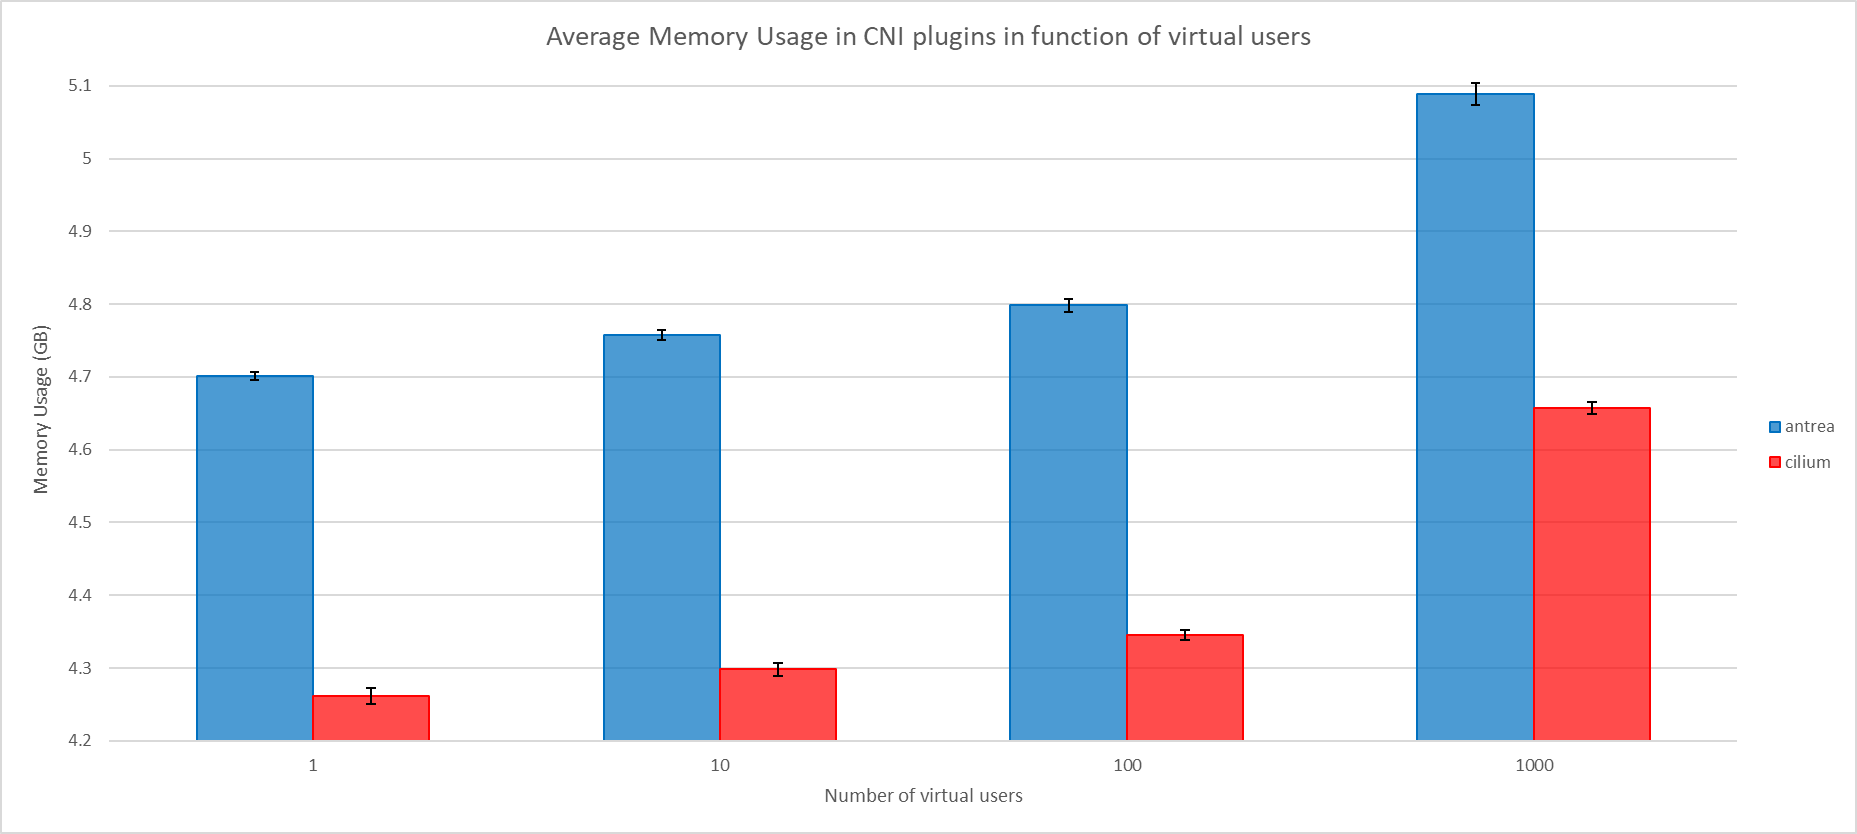 Average Memory Usage in CNI plugins in function of virtual users
5.1
5
4.9
4.8
4.7
4.6
4.5
4.4
4.3
4.2
Memory Usage (GB)
1 10 100 1000
Number of virtual users
antrea
cilium